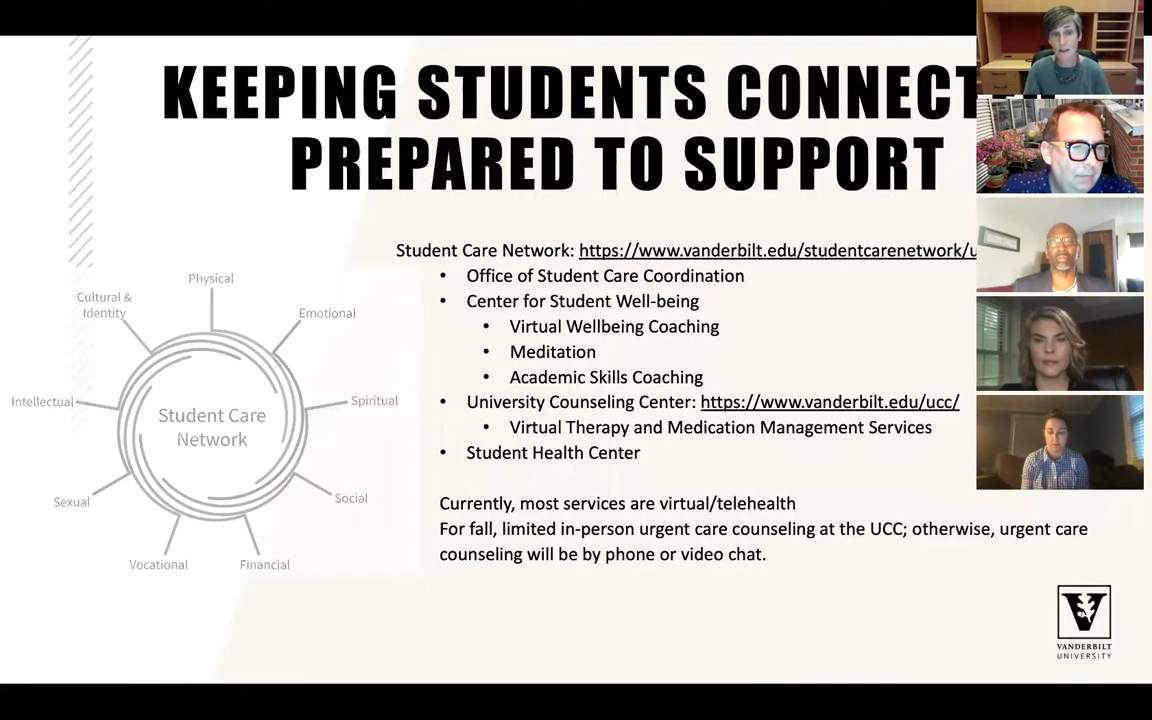 KEEPING STUDENTS CONNECT
PREPARED TO SUPPORT
Student Care Network: https://www.vanderbilt.edu/studentcarenetwork/u
• Office of Student Care Coordination
• Center for Student Well-being
• Virtual Wellbeing Coaching
• Meditation
• Academic Skills Coaching
• University Counseling Center: https://www.vanderbilt.edu/ucc/
• Virtual Therapy and Medication Management Services
• Student Health Center
Currently, most services are virtual/telehealth
For fall, limited in-person urgent care counseling at the UCC; otherwise, urgent care
counseling will be by phone or video chat.
Physical
Cultural &
Identity
Emotional
Intellectual
Spiritual
Student Care
Network
Sexual
Social
Vocational
Financial
V
VANDERBILT
UNIVERSITY